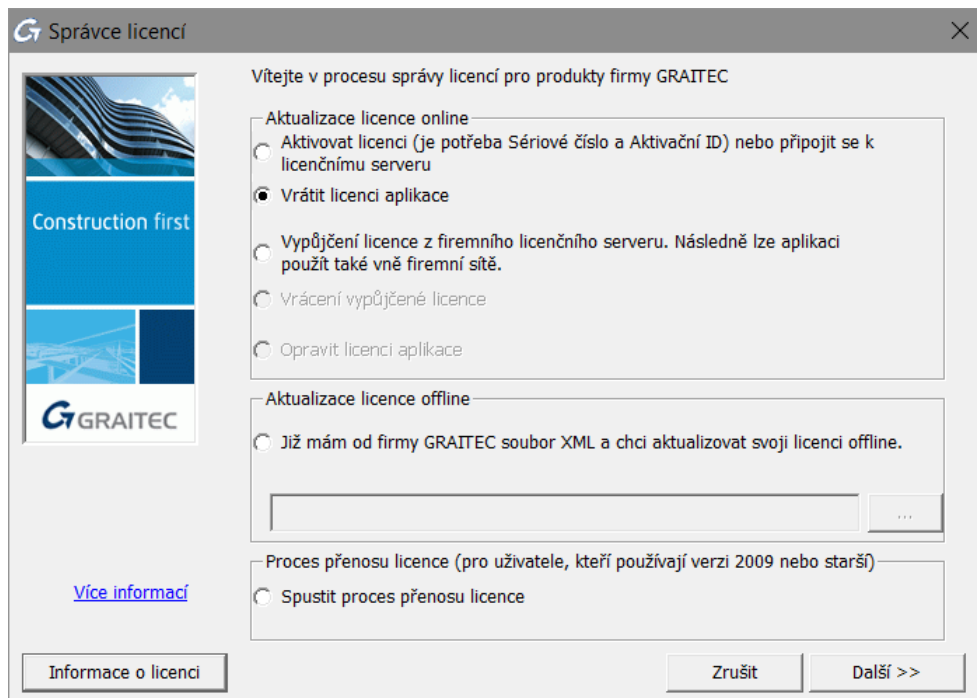 Správce licencí
Vítejte v procesu správy licencí pro produkty firmy GRAITEC
Aktualizace licence online
Aktivovat licenci (je potřeba Sériové číslo a Aktivační ID) nebo připojit se k
licenčnímu serveru
Vrátit licenci aplikace
Construction first
Vypůjčení licence z firemního licenčního serveru. Následně lze aplikaci
použít také vně firemní sítě.
Vrácení vypůjčené licence
Opravit licenci aplikace
GRAITEC
Aktualizace licence offline
Již mám od firmy GRAITEC soubor XML a chci aktualizovat svoji licenci offline.
...
Proces přenosu licence (pro uživatele, kteří používají verzi 2009 nebo starší)
Více informací
Spustit proces přenosu licence
Informace o licenci
Zrušit
Další >>